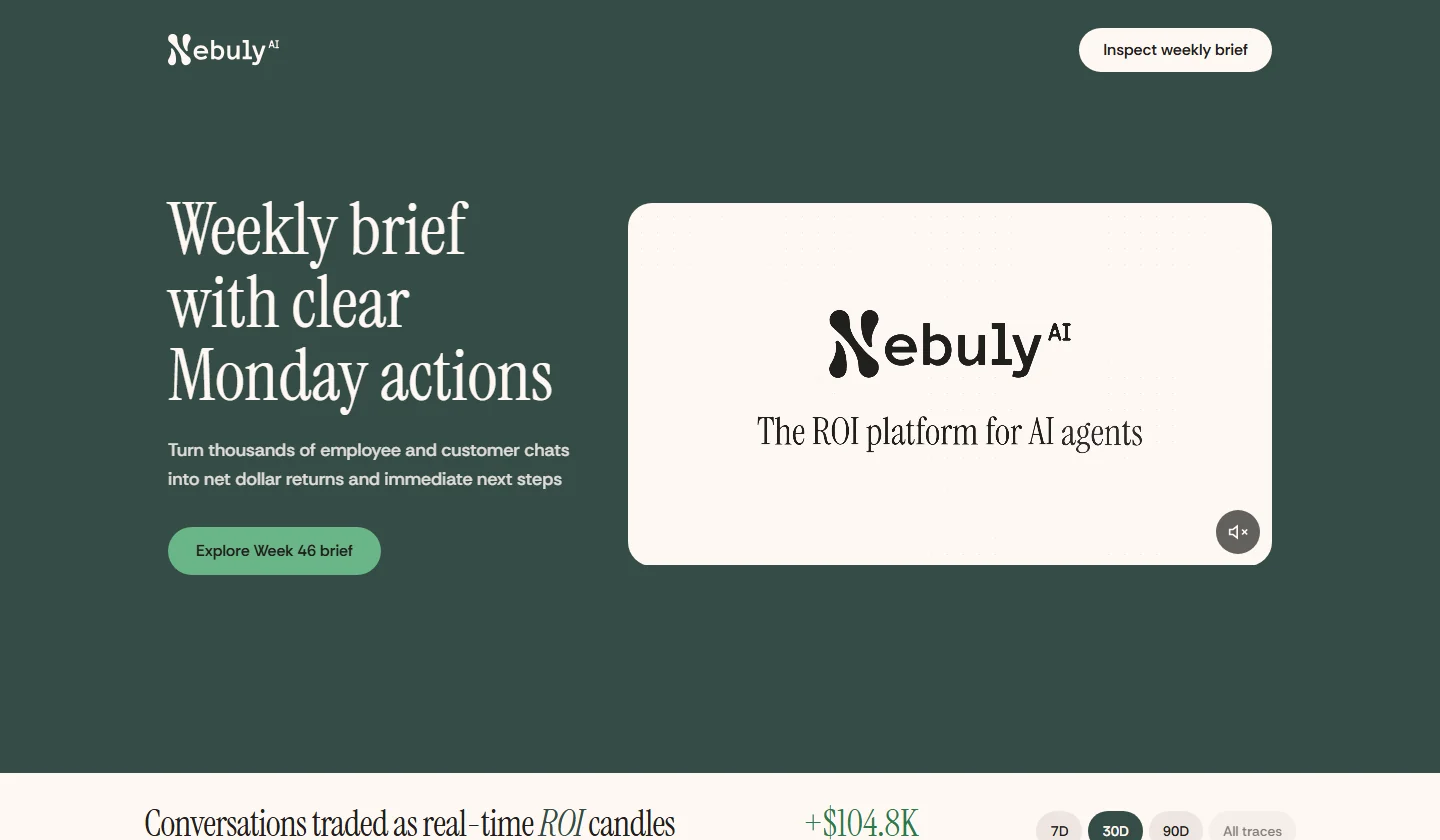 Nebuly AI
Inspect weekly brief
Weekly brief
with clear
Monday actions
Turn thousands of employee and customer chats
into net dollar returns and immediate next steps
Explore Week 46 brief
Nebuly AI
The ROI platform for AI agents
Conversations traded as real-time ROI candles
+$104.8K
7D
30D
90D
All traces